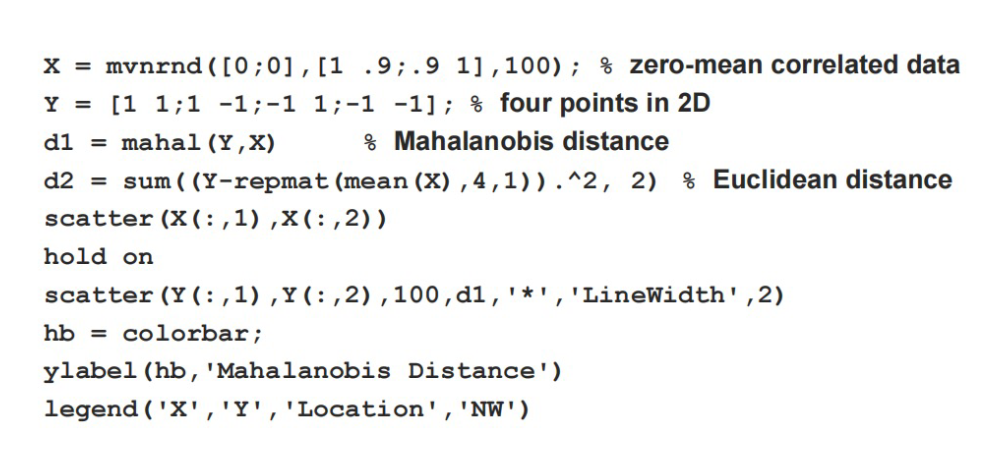 X = mvnrnd([0;0],[1 .9;.9 1],100); % zero-mean correlated data
Y = [1 1;1 -1;-1 1;-1 -1]; % four points in 2D
d1 = mahal(Y,X) % Mahalanobis distance
d2 = sum((Y-repmat(mean(X),4,1)).^2, 2) % Euclidean distance
scatter(X(:,1),X(:,2))
hold on
scatter(Y(:,1),Y(:,2),100,d1,'*','LineWidth',2)
hb = colorbar;
ylabel(hb,'Mahalanobis Distance')
legend('X','Y','Location','NW')